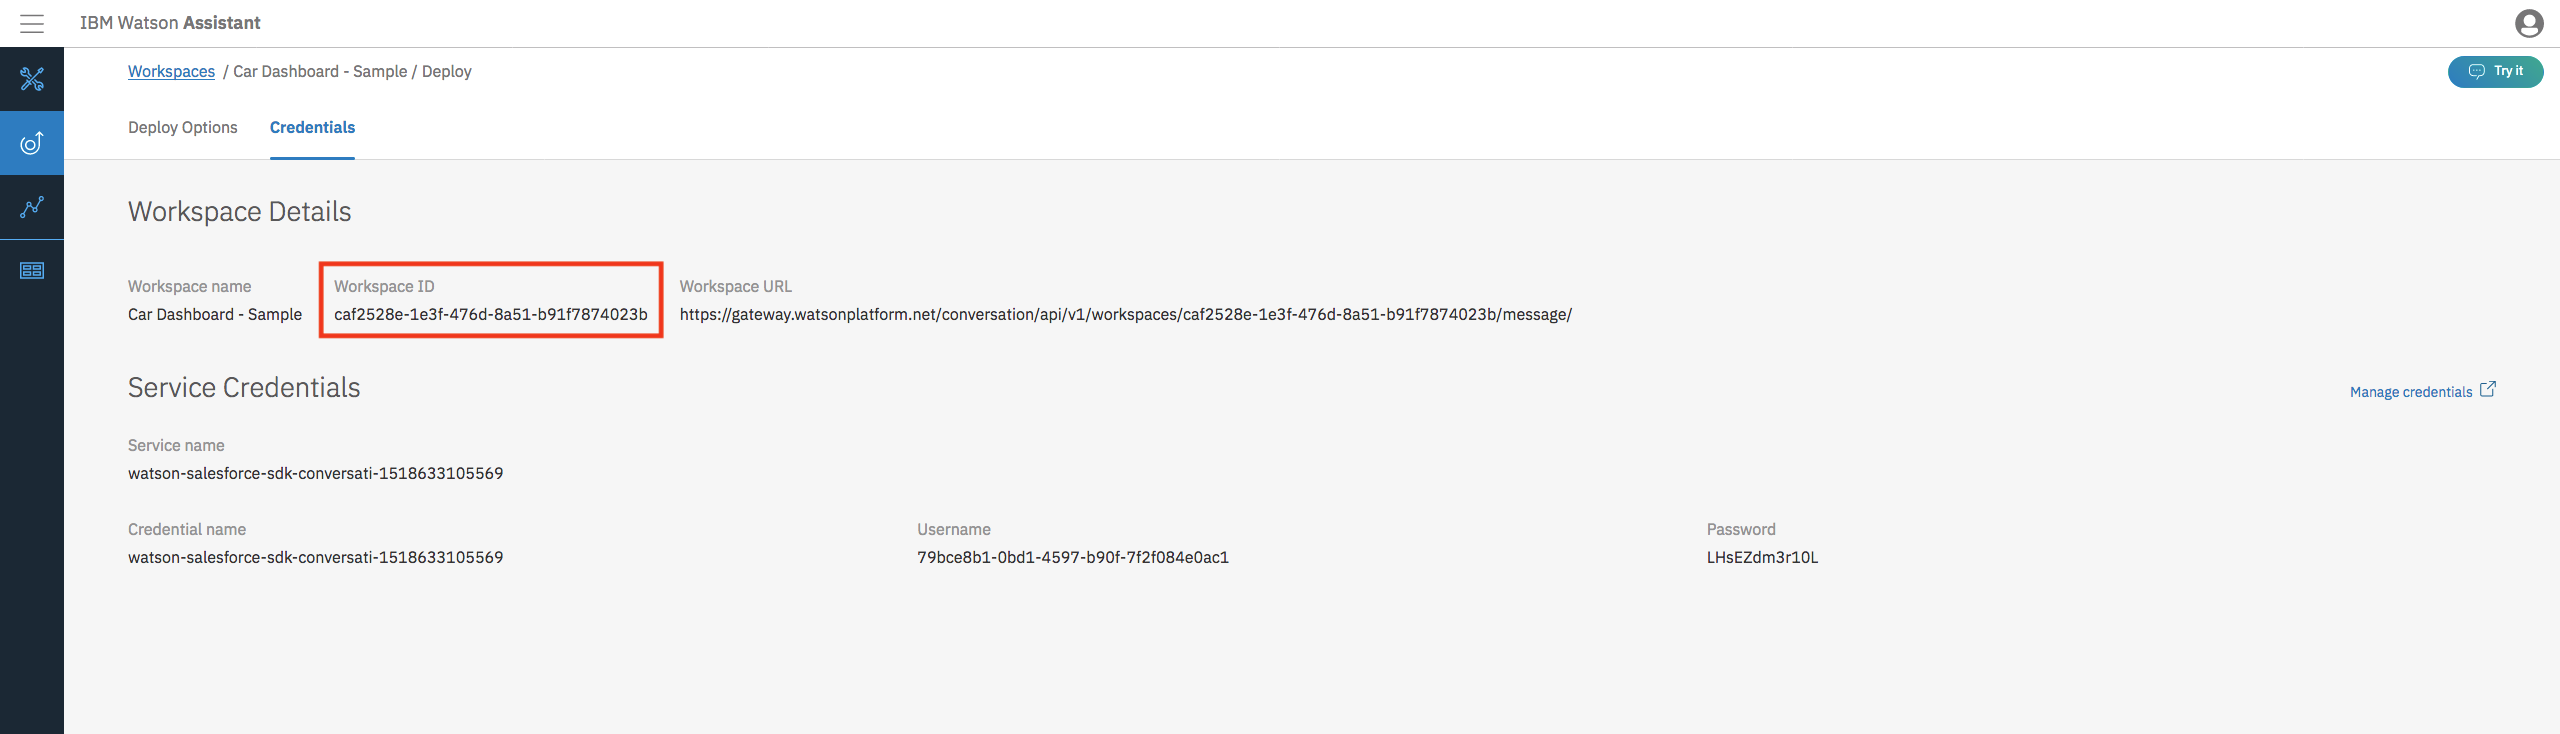 IBM Watson Assistant
Workspaces / Car Dashboard - Sample / Deploy
Try it
Deploy Options
Credentials
Workspace Details
Workspace name
Workspace ID
Workspace URL
Car Dashboard - Sample
caf2528e-1e3f-476d-8a51-b91f7874023b
https://gateway.watsonplatform.net/conversation/api/v1/workspaces/caf2528e-1e3f-476d-8a51-b91f7874023b/message/
Service Credentials
Manage credentials
Service name
watson-salesforce-sdk-conversati-1518633105569
Credential name
Username
Password
watson-salesforce-sdk-conversati-1518633105569
79bce8b1-0bd1-4597-b90f-7f2f084e0ac1
LHsEZdm3r10L